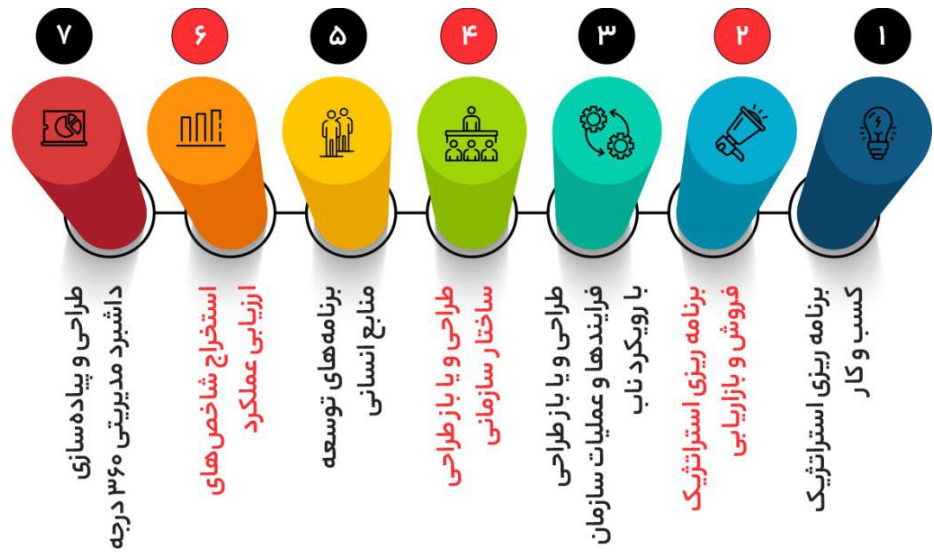 ۱
برنامه ریزی استراتژیک
کسب و کار
۲
برنامه ریزی استراتژیک
فروش و بازاریابی
۳
طراحی و یا بازطراحی
فرایندها و عملیات سازمان
با رویکرد ناب
۴
طراحی و یا بازطراحی
ساختار سازمانی
۵
برنامه‌های توسعه
منابع انسانی
۶
استخراج شاخص‌های
ارزیابی عملکرد
۷
طراحی و پیاده‌سازی
داشبرد مدیریتی ۳۶۰ درجه